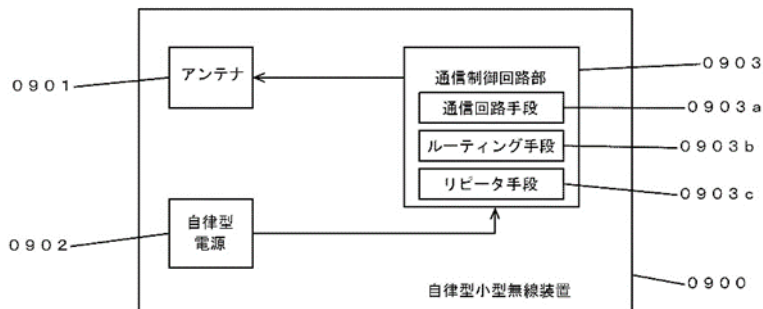 アンテナ
0901
通信制御回路部
0903
通信回路手段
0903a
ルーティング手段
0903b
リピータ手段
0903c
自律型
電源
0902
自律型小型無線装置
0900